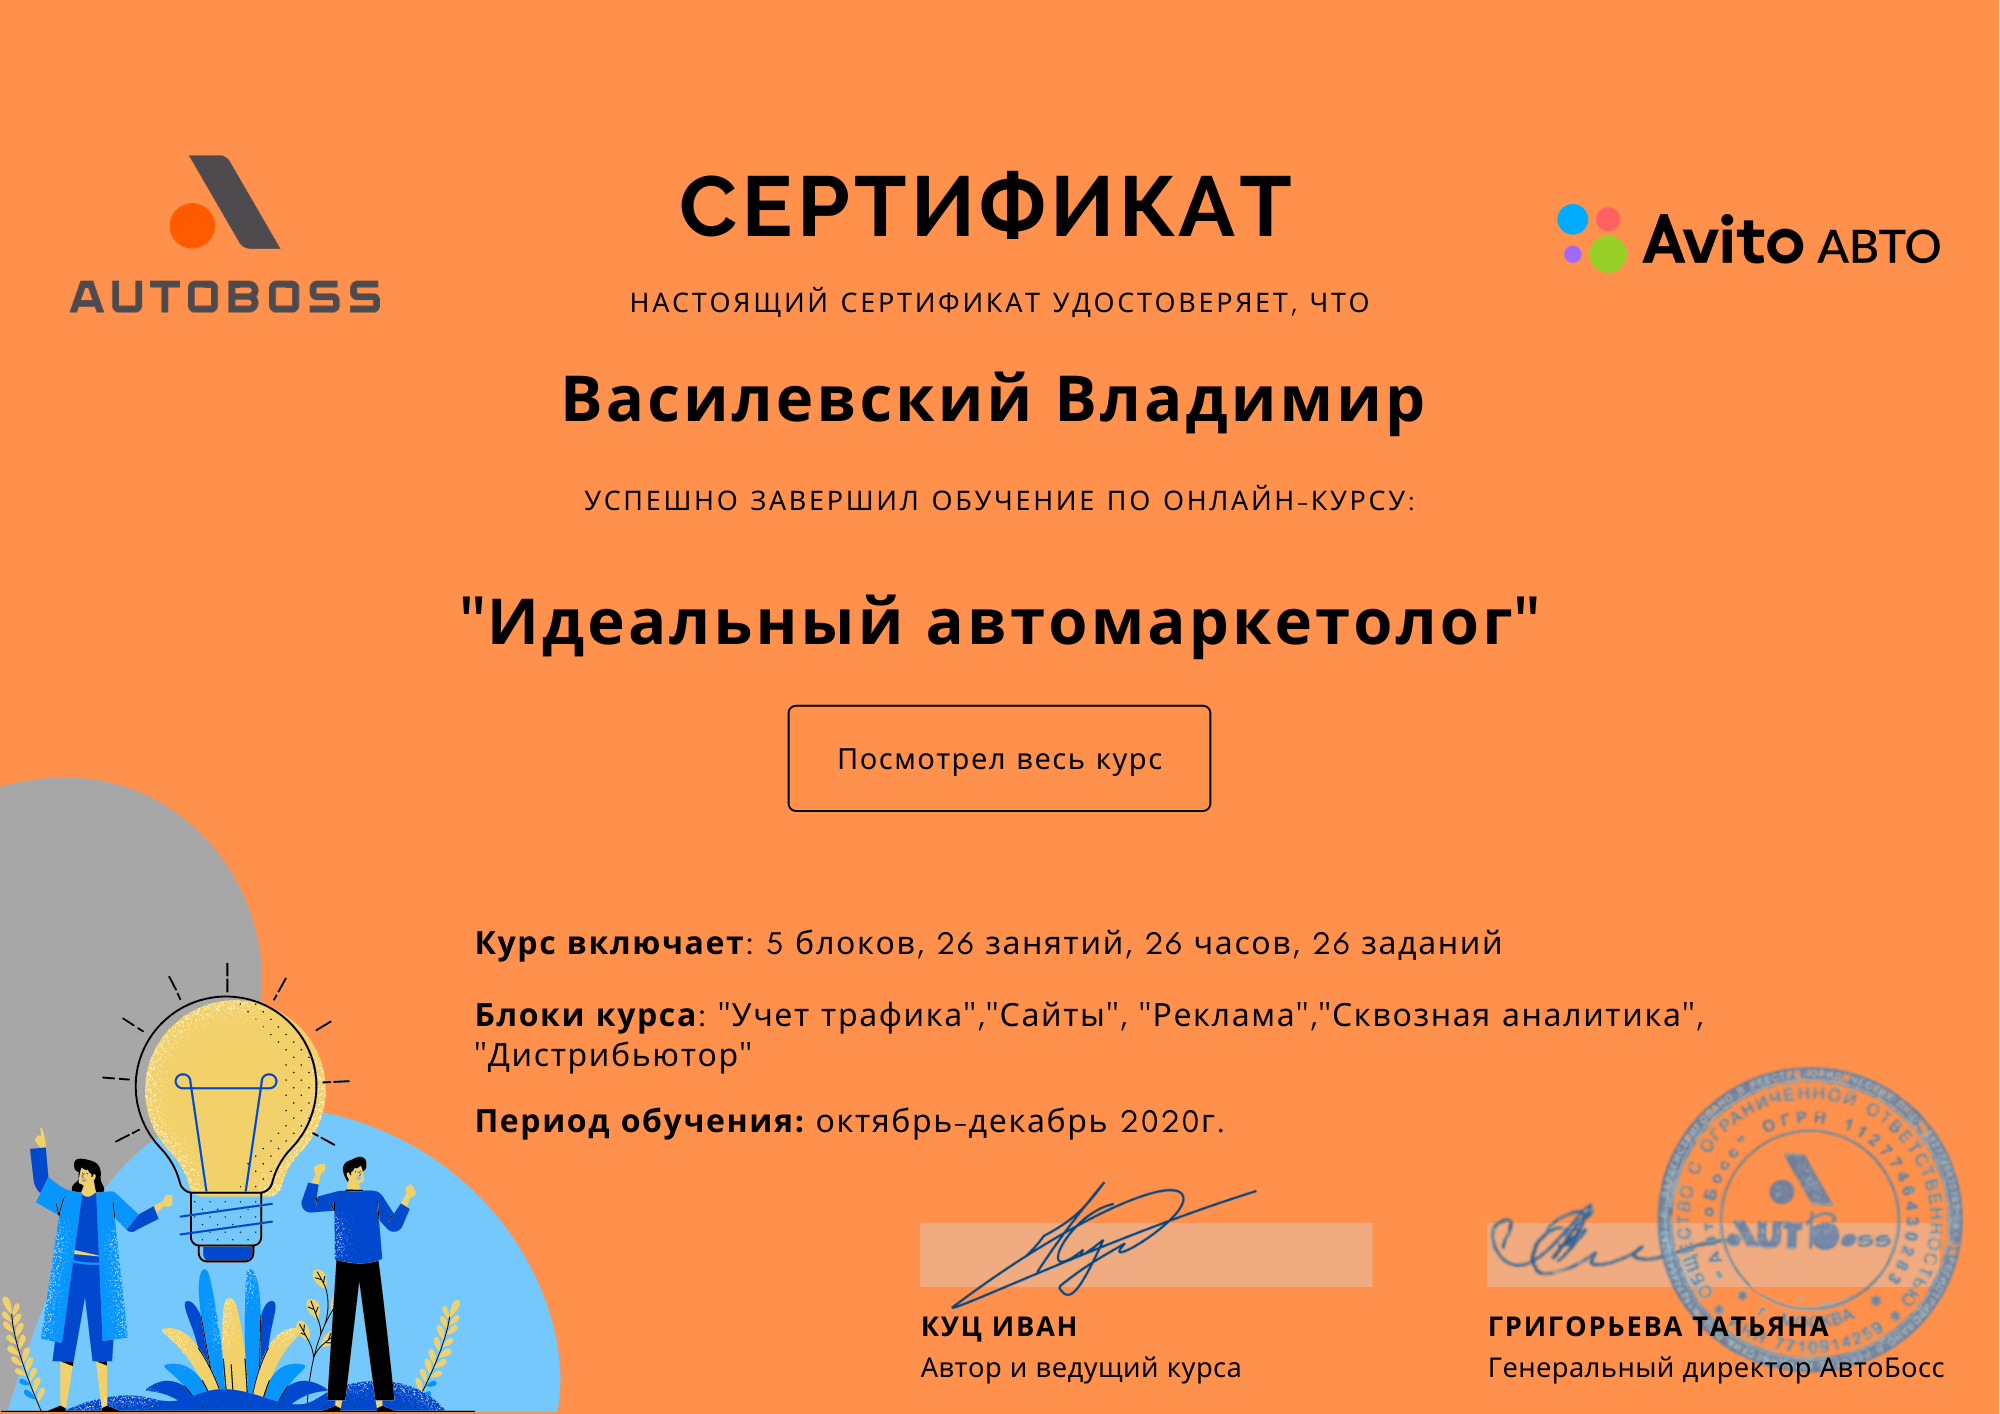 AUTOBOSS
СЕРТИФИКАТ
Avito АВТО
НАСТОЯЩИЙ СЕРТИФИКАТ УДОСТОВЕРЯЕТ, ЧТО
Василевский Владимир
УСПЕШНО ЗАВЕРШИЛ ОБУЧЕНИЕ ПО ОНЛАЙН-КУРСУ:
"Идеальный автомаркетолог"
Посмотрел весь курс
Курс включает: 5 блоков, 26 занятий, 26 часов, 26 заданий
Блоки курса: "Учет трафика","Сайты", "Реклама","Сквозная аналитика",
"Дистрибьютор"
Период обучения: октябрь-декабрь 2020г.
ОБЩЕСТВО С ОГРАНИЧЕННОЙ ОТВЕТСТВЕННОСТЬЮ
"АвтоБосс" ОГРН 1127746430283
КУЦ ИВАН
Автор и ведущий курса
ГРИГОРЬЕВА ТАТЬЯНА
Генеральный директор АвтоБосс